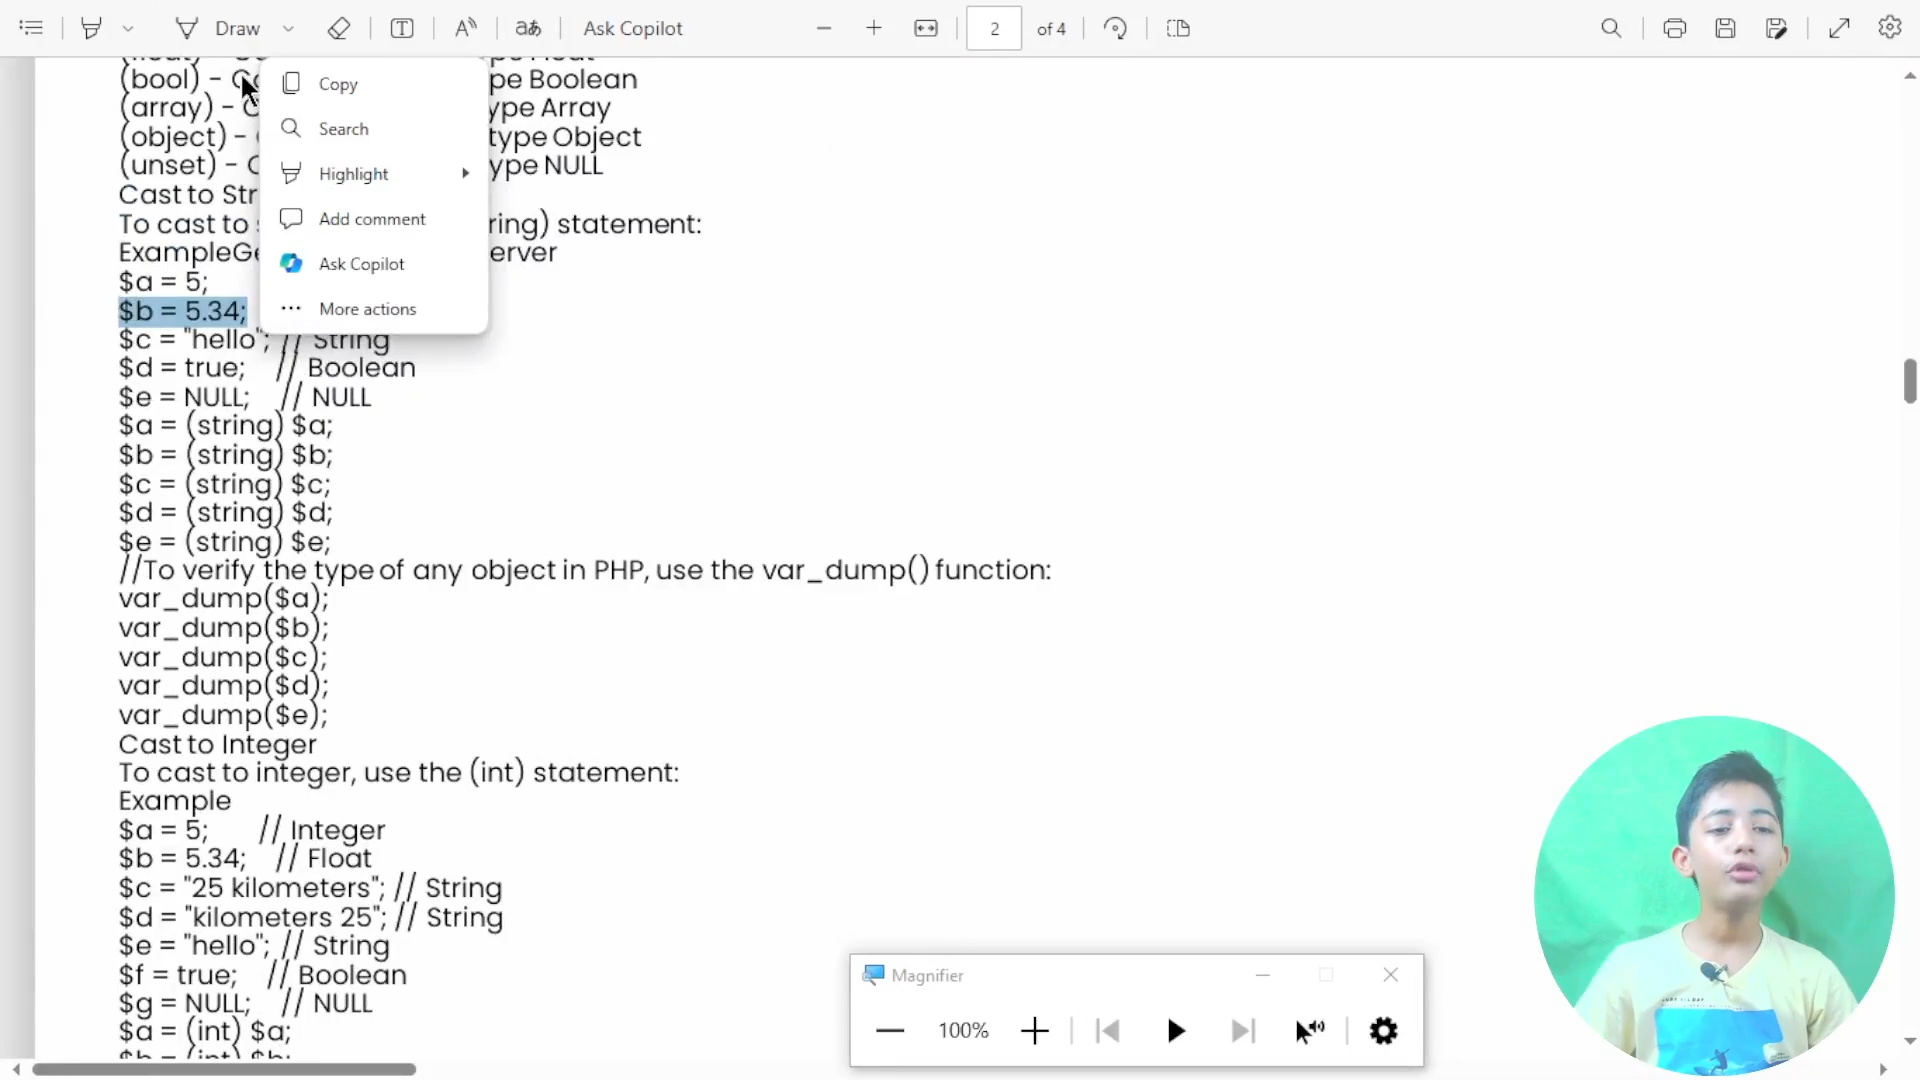 Draw
Ask Copilot
2 of 4
(bool) - pe Boolean
(array) - ype Array
(object) - type Object
(unset) - ype NULL
Cast to Str
To cast to ring) statement:
ExampleGe erver
$a = 5;
$b = 5.34;
$c = "hello"; // String
$d = true; // Boolean
$e = NULL; // NULL
$a = (string) $a;
$b = (string) $b;
$c = (string) $c;
$d = (string) $d;
$e = (string) $e;
//To verify the type of any object in PHP, use the var_dump() function:
var_dump($a);
var_dump($b);
var_dump($c);
var_dump($d);
var_dump($e);
Cast to Integer
To cast to integer, use the (int) statement:
Example
$a = 5; // Integer
$b = 5.34; // Float
$c = "25 kilometers"; // String
$d = "kilometers 25"; // String
$e = "hello"; // String
$f = true; // Boolean
$g = NULL; // NULL
$a = (int) $a;
Copy
Search
Highlight
Add comment
Ask Copilot
More actions
Magnifier
100%